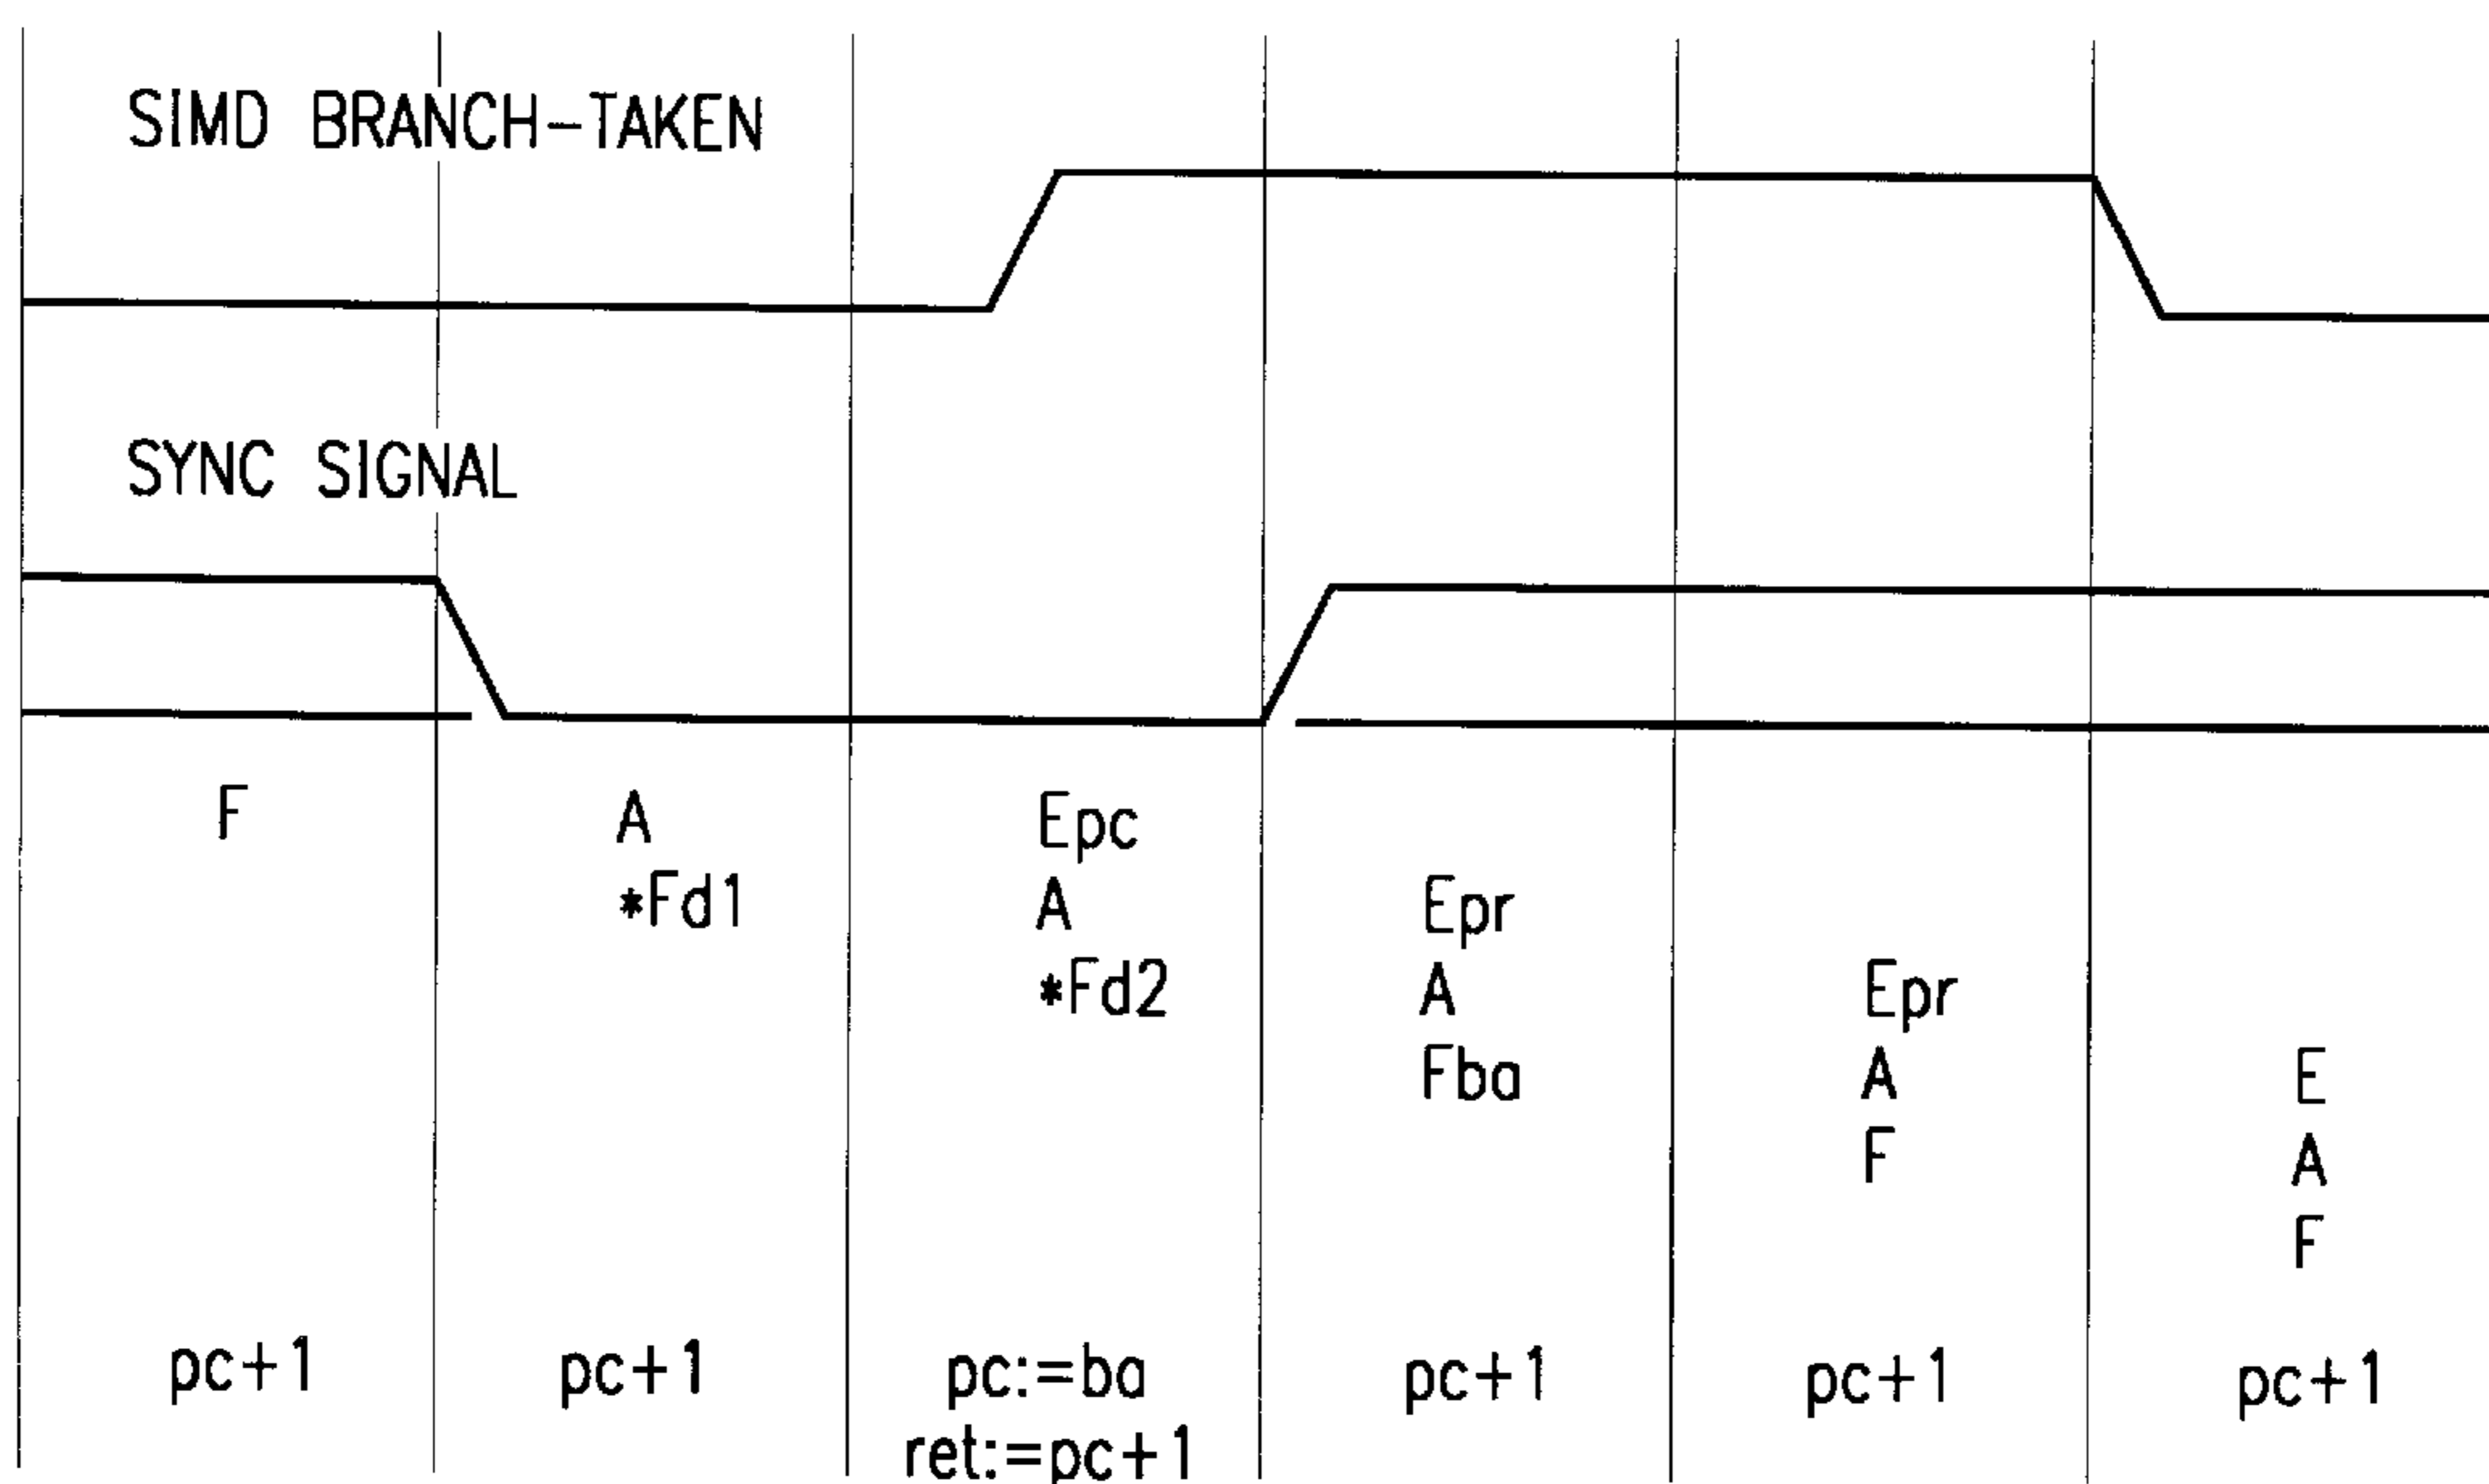 SIMD BRANCH-TAKEN
SYNC SIGNAL
F
A
Epc
*Fd1
A
Epr
*Fd2
A
Epr
Fba
A
E
F
A
F
pc+1
pc+1
pc:=ba
pc+1
pc+1
pc+1
ret:=pc+1